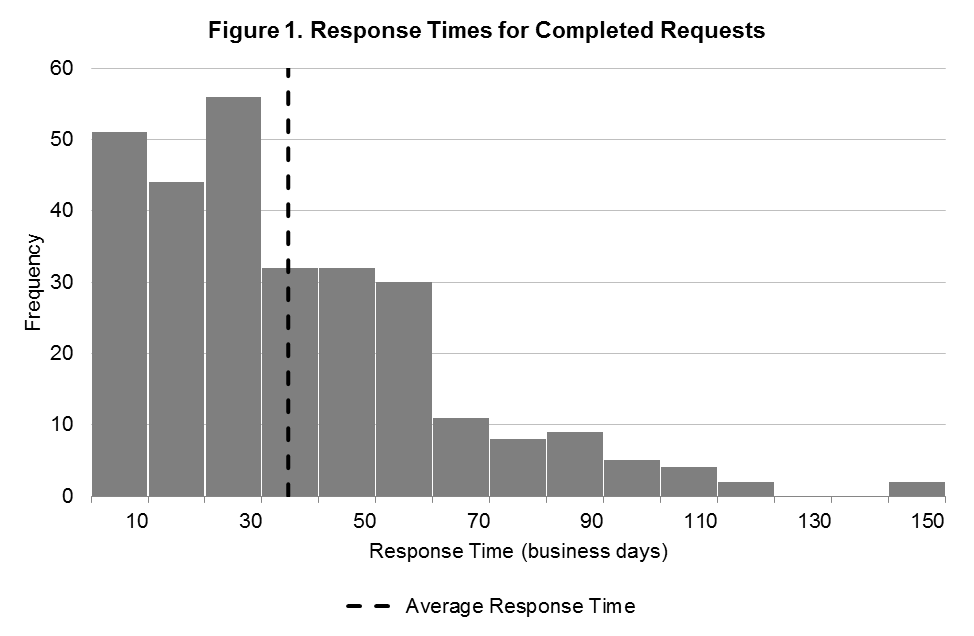 Figure 1. Response Times for Completed Requests
60
50
40
30
20
10
0
Frequency
10 30 50 70 90 110 130 150
Response Time (business days)
Average Response Time